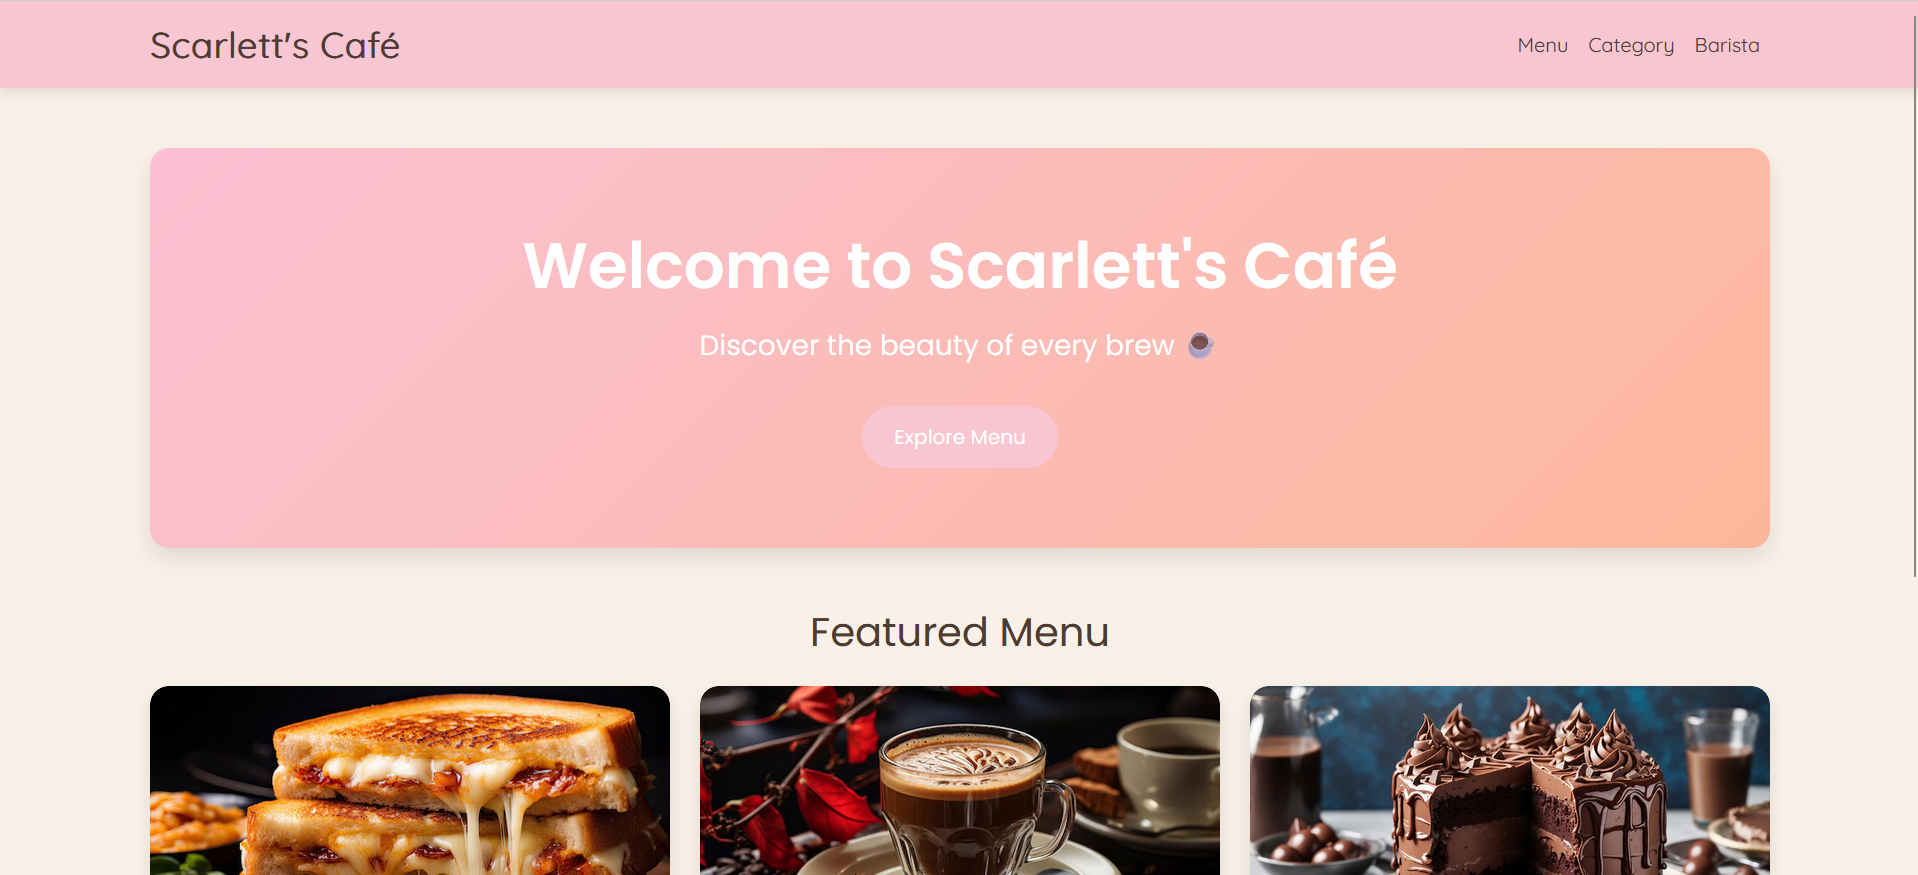 Scarlett's Café
Menu Category Barista
Welcome to Scarlett's Café
Discover the beauty of every brew ☕
Explore Menu
Featured Menu